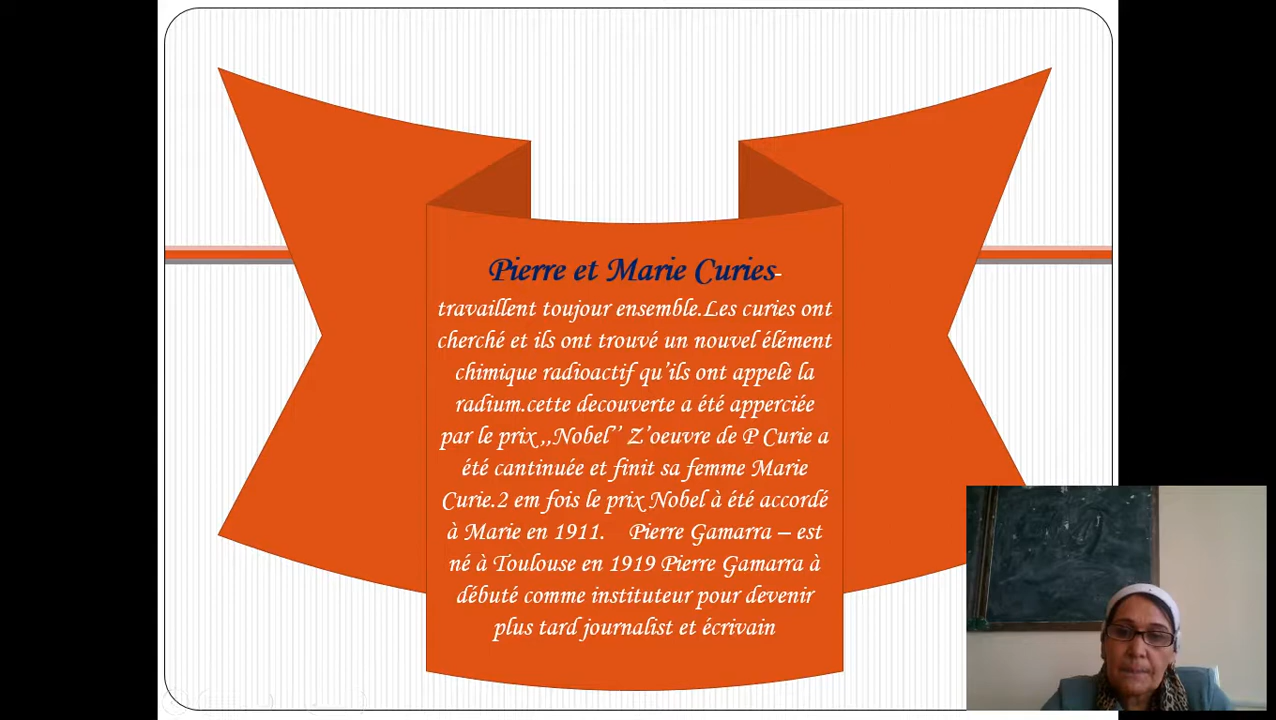 Pierre et Marie Curies-
travaillent toujour ensemble.Les curies ont
cherché et ils ont trouvé un nouvel élément
chimique radioactif qu'ils ont appelè la
radium.cette decouverte a été apperciée
par le prix ,,Nobel'' Z'oeuvre de P Curie a
été cantinuée et finit sa femme Marie
Curie.2 em fois le prix Nobel à été accordé
à Marie en 1911. Pierre Gamarra – est
né à Toulouse en 1919 Pierre Gamarra à
débuté comme instituteur pour devenir
plus tard journalist et écrivain